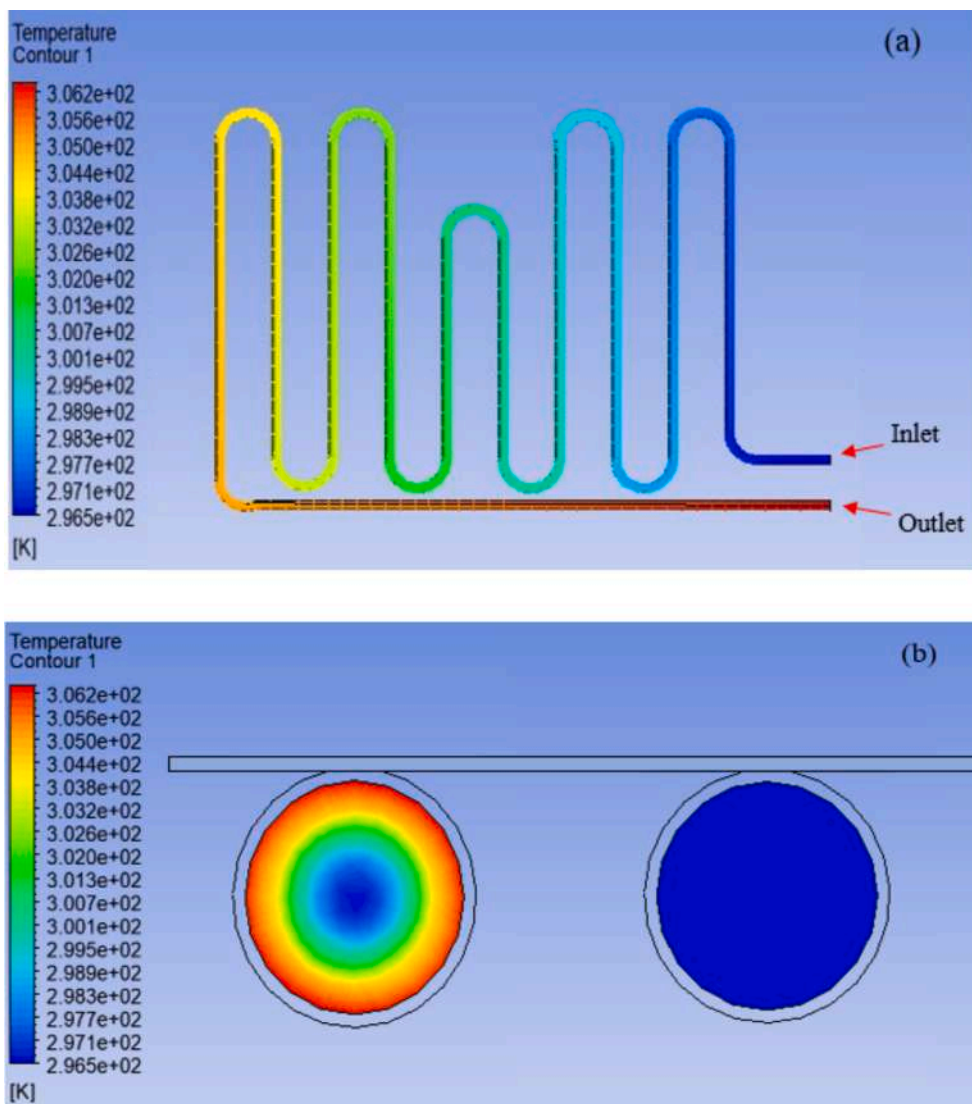 Temperature
Contour 1
(a)
3.062e+02
3.056e+02
3.050e+02
3.044e+02
3.038e+02
3.032e+02
3.026e+02
3.020e+02
3.013e+02
3.007e+02
3.001e+02
2.995e+02
2.989e+02
2.983e+02
2.977e+02
2.971e+02
2.965e+02
[K]
Inlet
Outlet
Temperature
Contour 1
(b)
3.062e+02
3.056e+02
3.050e+02
3.044e+02
3.038e+02
3.032e+02
3.026e+02
3.020e+02
3.013e+02
3.007e+02
3.001e+02
2.995e+02
2.989e+02
2.983e+02
2.977e+02
2.971e+02
2.965e+02
[K]